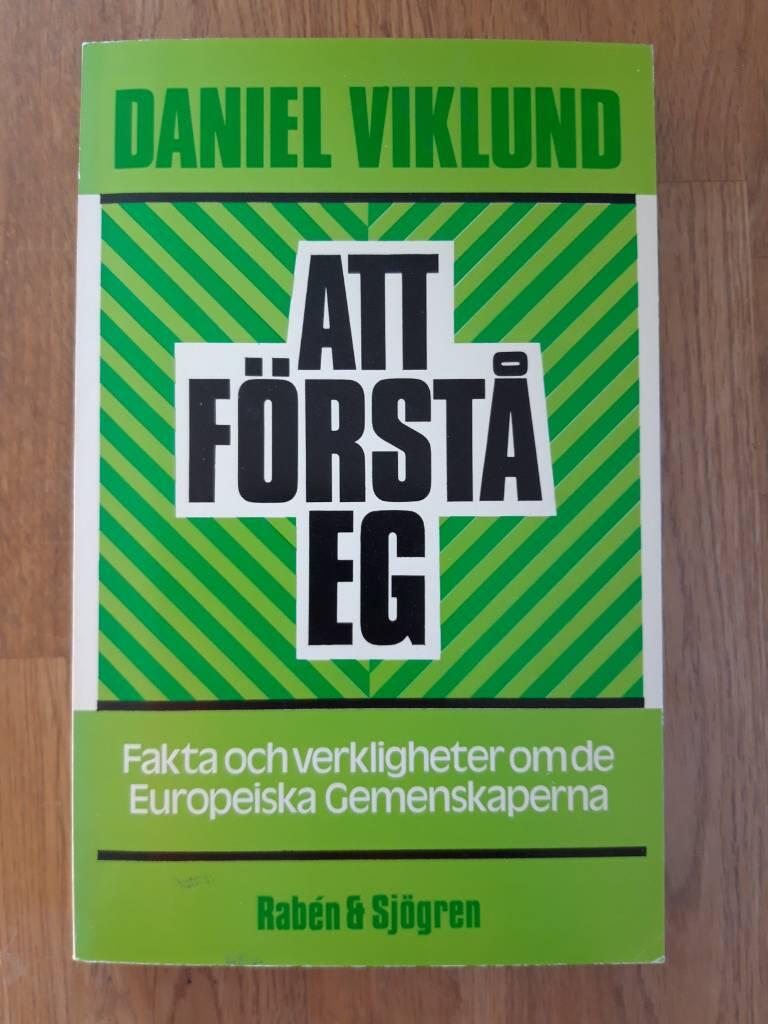 DANIEL VIKLUND
ATT
FÖRSTÅ
EG
Fakta och verkligheter om de
Europeiska Gemenskaperna
Rabén & Sjögren